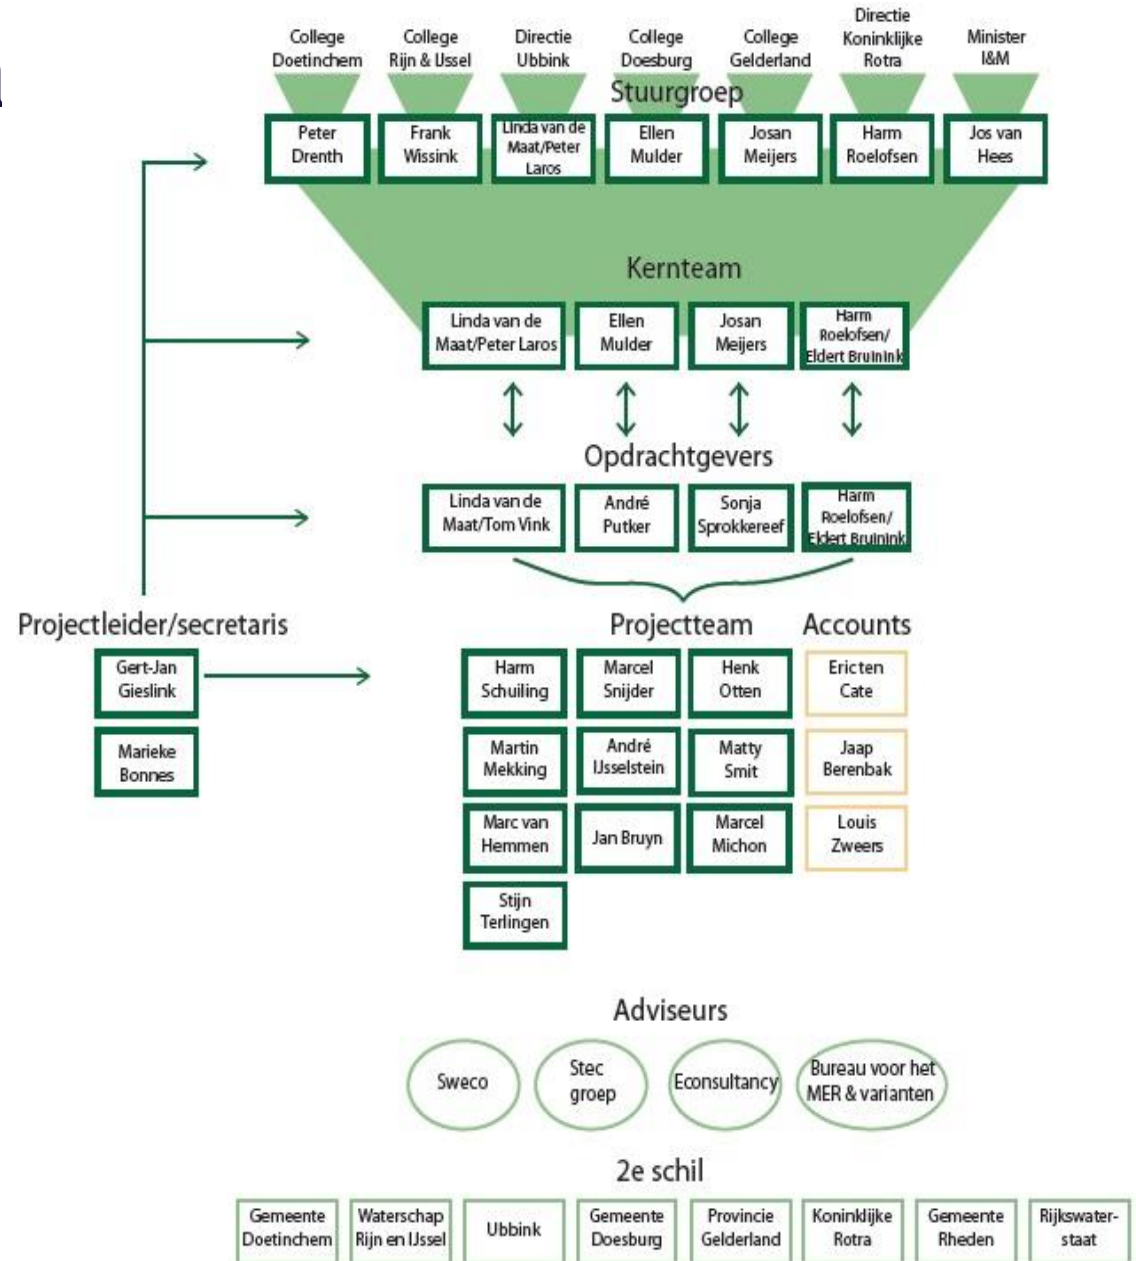 College
Doetinchem
College
Rijn & IJssel
Directie
Ubbink
College
Doesburg
College
Gelderland
Directie
Koninklijke
Rotra
Minister
I&M
Stuurgroep
Peter
Drenth
Frank
Wissink
Linda van de
Maat/Peter
Laros
Ellen
Mulder
Josan
Meijers
Harm
Roelofsen
Jos van
Hees
Kernteam
Linda van de
Maat/Peter Laros
Ellen
Mulder
Josan
Meijers
Harm
Roelofsen/
Eldert Bruinink
Opdrachtgevers
Linda van de
Maat/Tom Vink
André
Putker
Sonja
Sprokkereef
Harm
Roelofsen/
Eldert Bruinink
Projectleider/secretaris
Gert-Jan
Gieslink
Marieke
Bonnes
Projectteam
Harm
Schuiling
Marcel
Snijder
Henk
Otten
Martin
Mekking
André
IJsselstein
Matty
Smit
Marc van
Hemmen
Jan Bruyn
Marcel
Michon
Stijn
Terlingen
Accounts
Eric ten
Cate
Jaap
Berenbak
Louis
Zweers
Adviseurs
Sweco
Stec
groep
Econsultancy
Bureau voor het
MER & varianten
2e schil
Gemeente
Doetinchem
Waterschap
Rijn en IJssel
Ubbink
Gemeente
Doesburg
Provincie
Gelderland
Koninklijke
Rotra
Gemeente
Rheden
Rijkswater-
staat